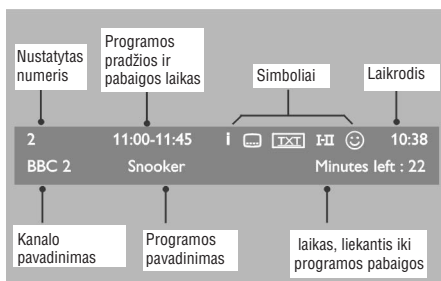 Nustatytas
numeris
Programos
pradžios ir
pabaigos laikas
Simboliai
Laikrodis
2 11:00-11:45 i TXT I-II 10:38
BBC 2 Snooker Minutes left : 22
Kanalo
pavadinimas
Programos
pavadinimas
laikas, liekantis iki
programos pabaigos